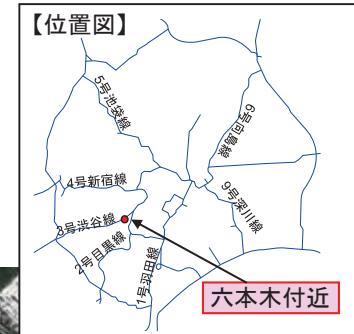 【位置図】
5号池袋線
6号向島線
4号新宿線
9号深川線
3号渋谷線
2号目黒線
1号羽田線
六本木付近